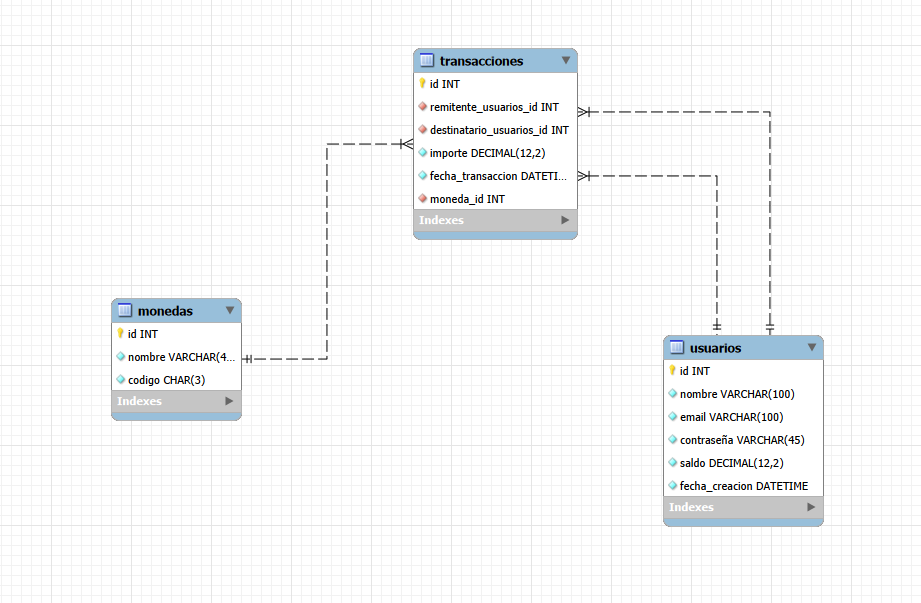 transacciones
id INT
remitente_usuarios_id INT
destinatario_usuarios_id INT
importe DECIMAL(12,2)
fecha_transaccion DATETI...
moneda_id INT
Indexes
monedas
id INT
nombre VARCHAR(4...
codigo CHAR(3)
Indexes
usuarios
id INT
nombre VARCHAR(100)
email VARCHAR(100)
contraseña VARCHAR(45)
saldo DECIMAL(12,2)
fecha_creacion DATETIME
Indexes